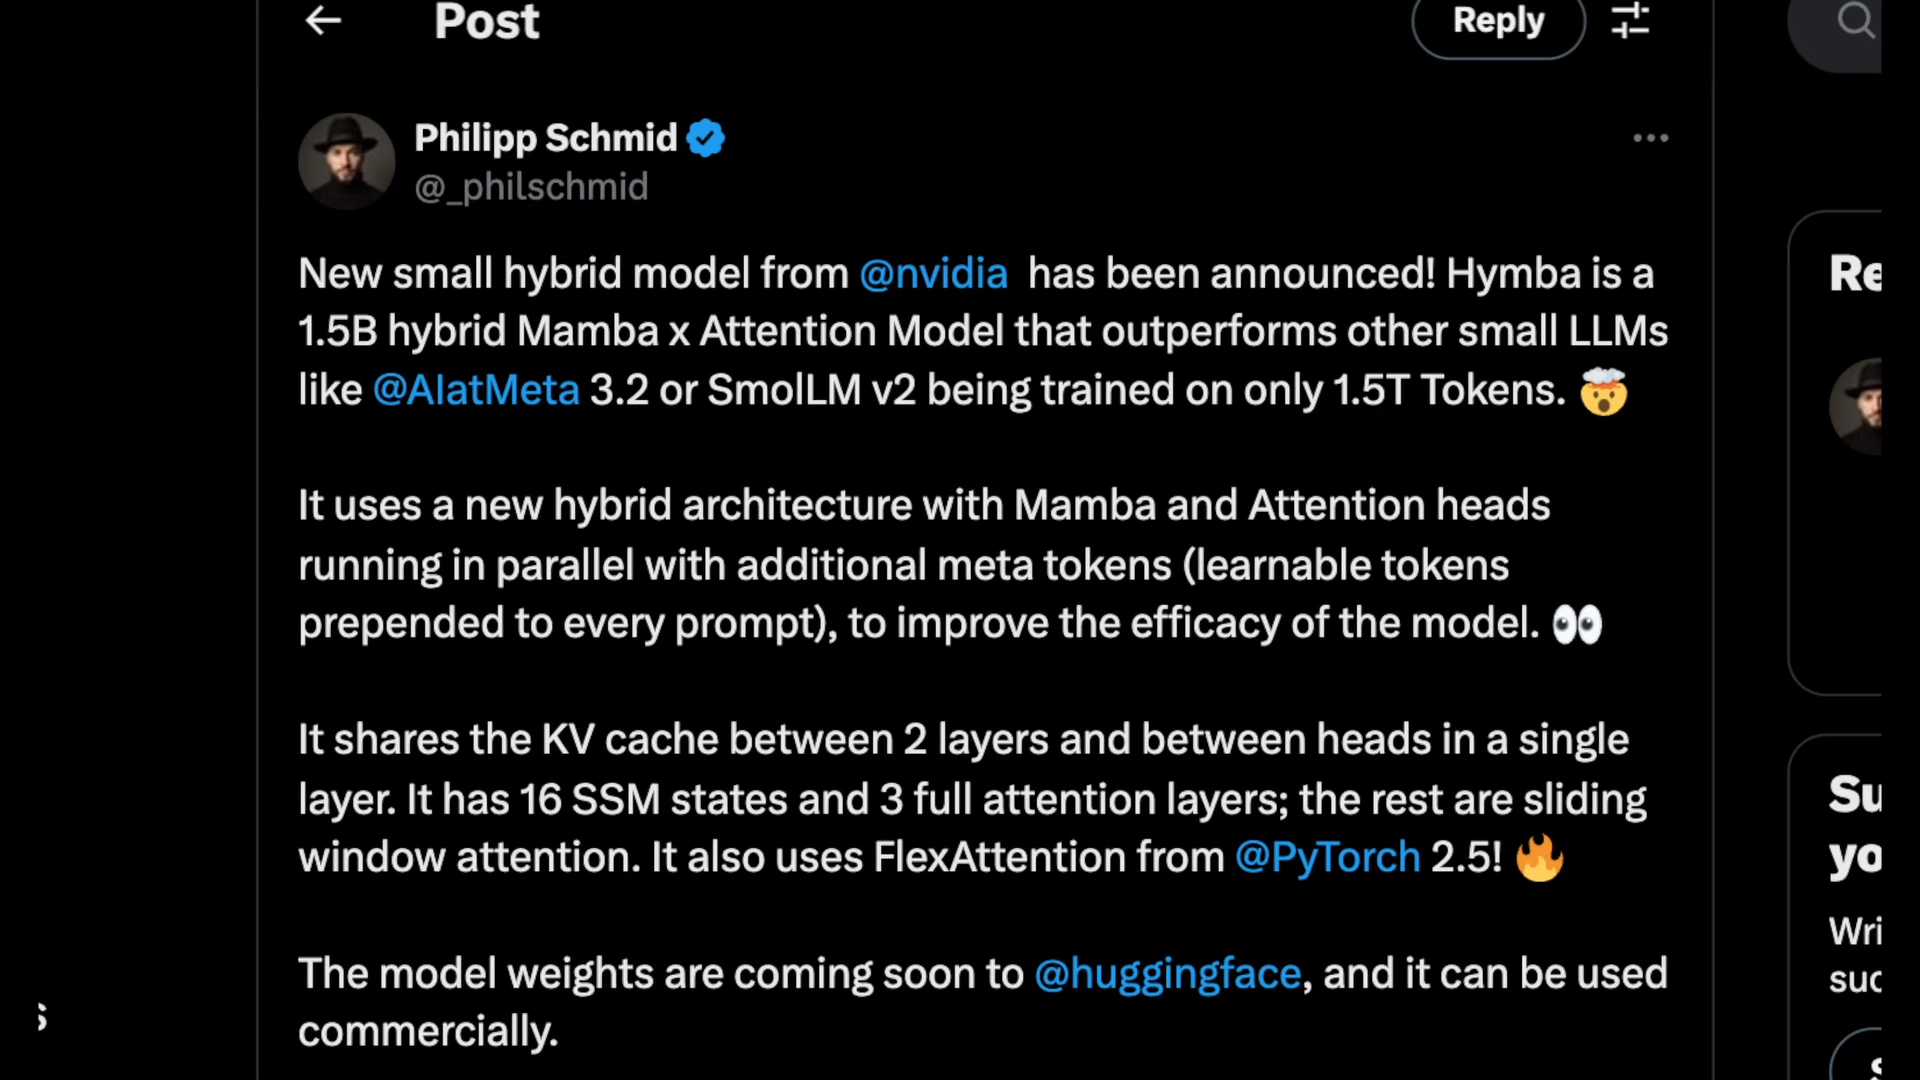 Post
Reply
Philipp Schmid
@_philschmid
New small hybrid model from @nvidia has been announced! Hymba is a
1.5B hybrid Mamba x Attention Model that outperforms other small LLMs
like @AIatMeta 3.2 or SmolLM v2 being trained on only 1.5T Tokens. 🤯
It uses a new hybrid architecture with Mamba and Attention heads
running in parallel with additional meta tokens (learnable tokens
prepended to every prompt), to improve the efficacy of the model. 👀
It shares the KV cache between 2 layers and between heads in a single
layer. It has 16 SSM states and 3 full attention layers; the rest are sliding
window attention. It also uses FlexAttention from @PyTorch 2.5! 🔥
The model weights are coming soon to @huggingface, and it can be used
commercially.
s
Re
Su
yo
Wri
suc